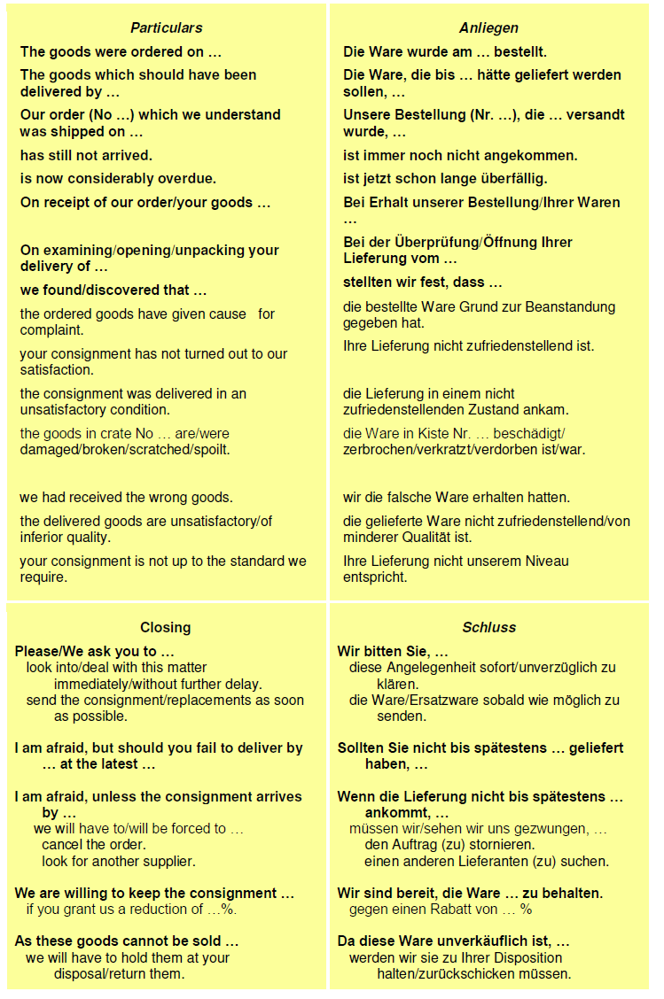 Particulars
The goods were ordered on …
The goods which should have been
delivered by …
Our order (No …) which we understand
was shipped on …
has still not arrived.
is now considerably overdue.
On receipt of our order/your goods …
On examining/opening/unpacking your
delivery of …
we found/discovered that …
the ordered goods have given cause for
complaint.
your consignment has not turned out to our
satisfaction.
the consignment was delivered in an
unsatisfactory condition.
the goods in crate No … are/were
damaged/broken/scratched/spoilt.
we had received the wrong goods.
the delivered goods are unsatisfactory/of
inferior quality.
your consignment is not up to the standard we
require.
Anliegen
Die Ware wurde am … bestellt.
Die Ware, die bis … hätte geliefert werden
sollen, …
Unsere Bestellung (Nr. …), die … versandt
wurde, …
ist immer noch nicht angekommen.
ist jetzt schon lange überfällig.
Bei Erhalt unserer Bestellung/Ihrer Waren
…
Bei der Überprüfung/Öffnung Ihrer
Lieferung vom …
stellten wir fest, dass …
die bestellte Ware Grund zur Beanstandung
gegeben hat.
Ihre Lieferung nicht zufriedenstellend ist.
die Lieferung in einem nicht
zufriedenstellenden Zustand ankam.
die Ware in Kiste Nr. … beschädigt/
zerbrochen/verkratzt/verdorben ist/war.
wir die falsche Ware erhalten hatten.
die gelieferte Ware nicht zufriedenstellend/von
minderer Qualität ist.
Ihre Lieferung nicht unserem Niveau
entspricht.
Closing
Please/We ask you to …
look into/deal with this matter
immediately/without further delay.
send the consignment/replacements as soon
as possible.
I am afraid, but should you fail to deliver by
… at the latest …
I am afraid, unless the consignment arrives
by …
we will have to/will be forced to …
cancel the order.
look for another supplier.
We are willing to keep the consignment …
if you grant us a reduction of …%.
As these goods cannot be sold …
we will have to hold them at your
disposal/return them.
Schluss
Wir bitten Sie, …
diese Angelegenheit sofort/unverzüglich zu
klären.
die Ware/Ersatzware sobald wie möglich zu
senden.
Sollten Sie nicht bis spätestens … geliefert
haben, …
Wenn die Lieferung nicht bis spätestens …
ankommt, …
müssen wir/sehen wir uns gezwungen, …
den Auftrag (zu) stornieren.
einen anderen Lieferanten (zu) suchen.
Wir sind bereit, die Ware … zu behalten.
gegen einen Rabatt von … %
Da diese Ware unverkäuflich ist, …
werden wir sie zu Ihrer Disposition
halten/zurückschicken müssen.